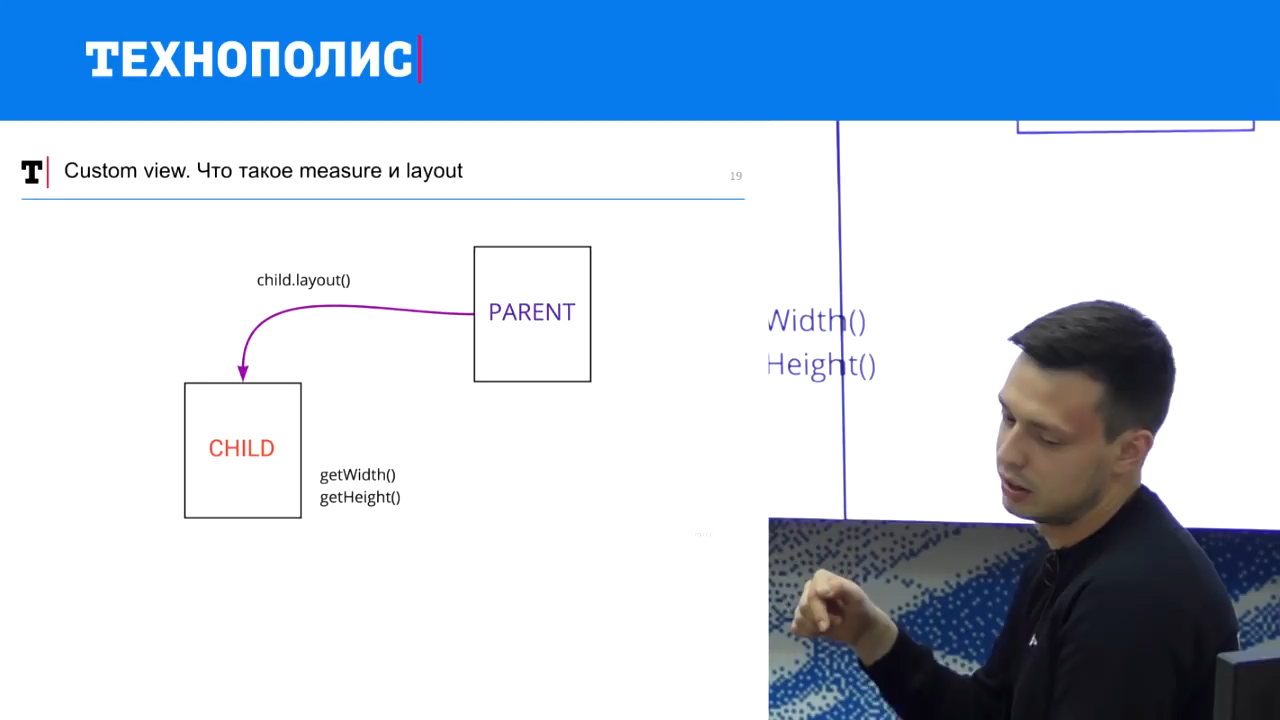 ТЕХНОПОЛИС
T Custom view. Что такое measure и layout
19
child.layout()
PARENT
CHILD
getWidth()
getHeight()
Width()
Height()